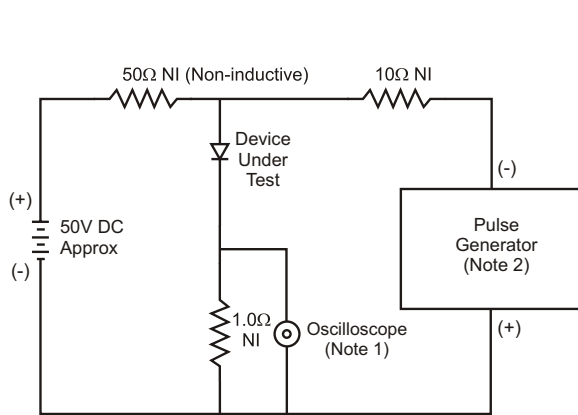 50Ω NI (Non-inductive)
10Ω NI
Device
Under
Test
(+)
50V DC
Approx
(-)
(-)
Pulse
Generator
(Note 2)
(+)
1.0Ω
NI
Oscilloscope
(Note 1)